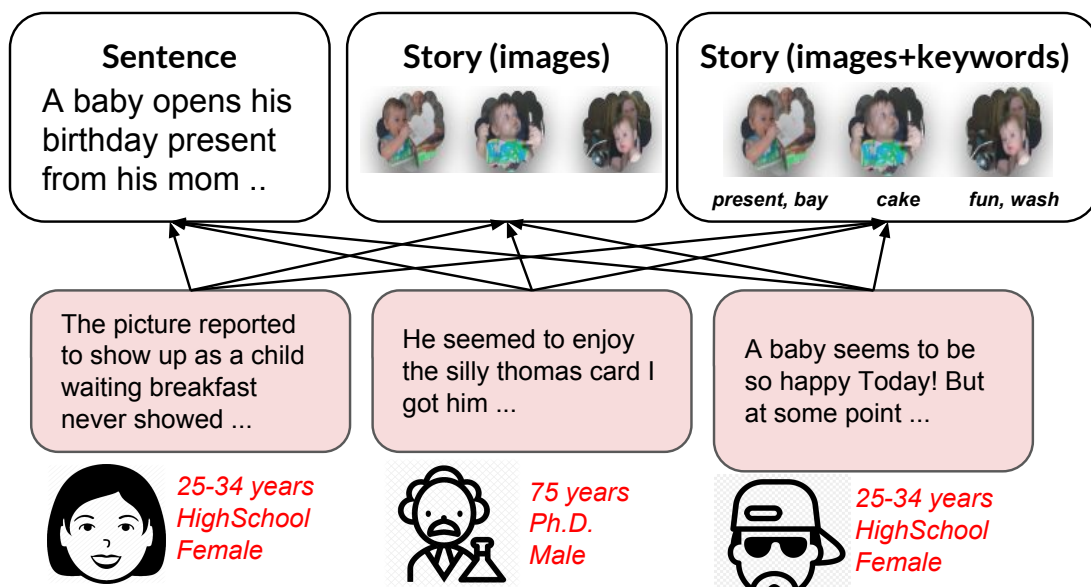 Sentence
A baby opens his
birthday present
from his mom ..
Story (images)
Story (images+keywords)
present, bay
cake
fun, wash
The picture reported
to show up as a child
waiting breakfast
never showed ...
He seemed to enjoy
the silly thomas card I
got him ...
A baby seems to be
so happy Today! But
at some point ...
25-34 years
HighSchool
Female
75 years
Ph.D.
Male
25-34 years
HighSchool
Female